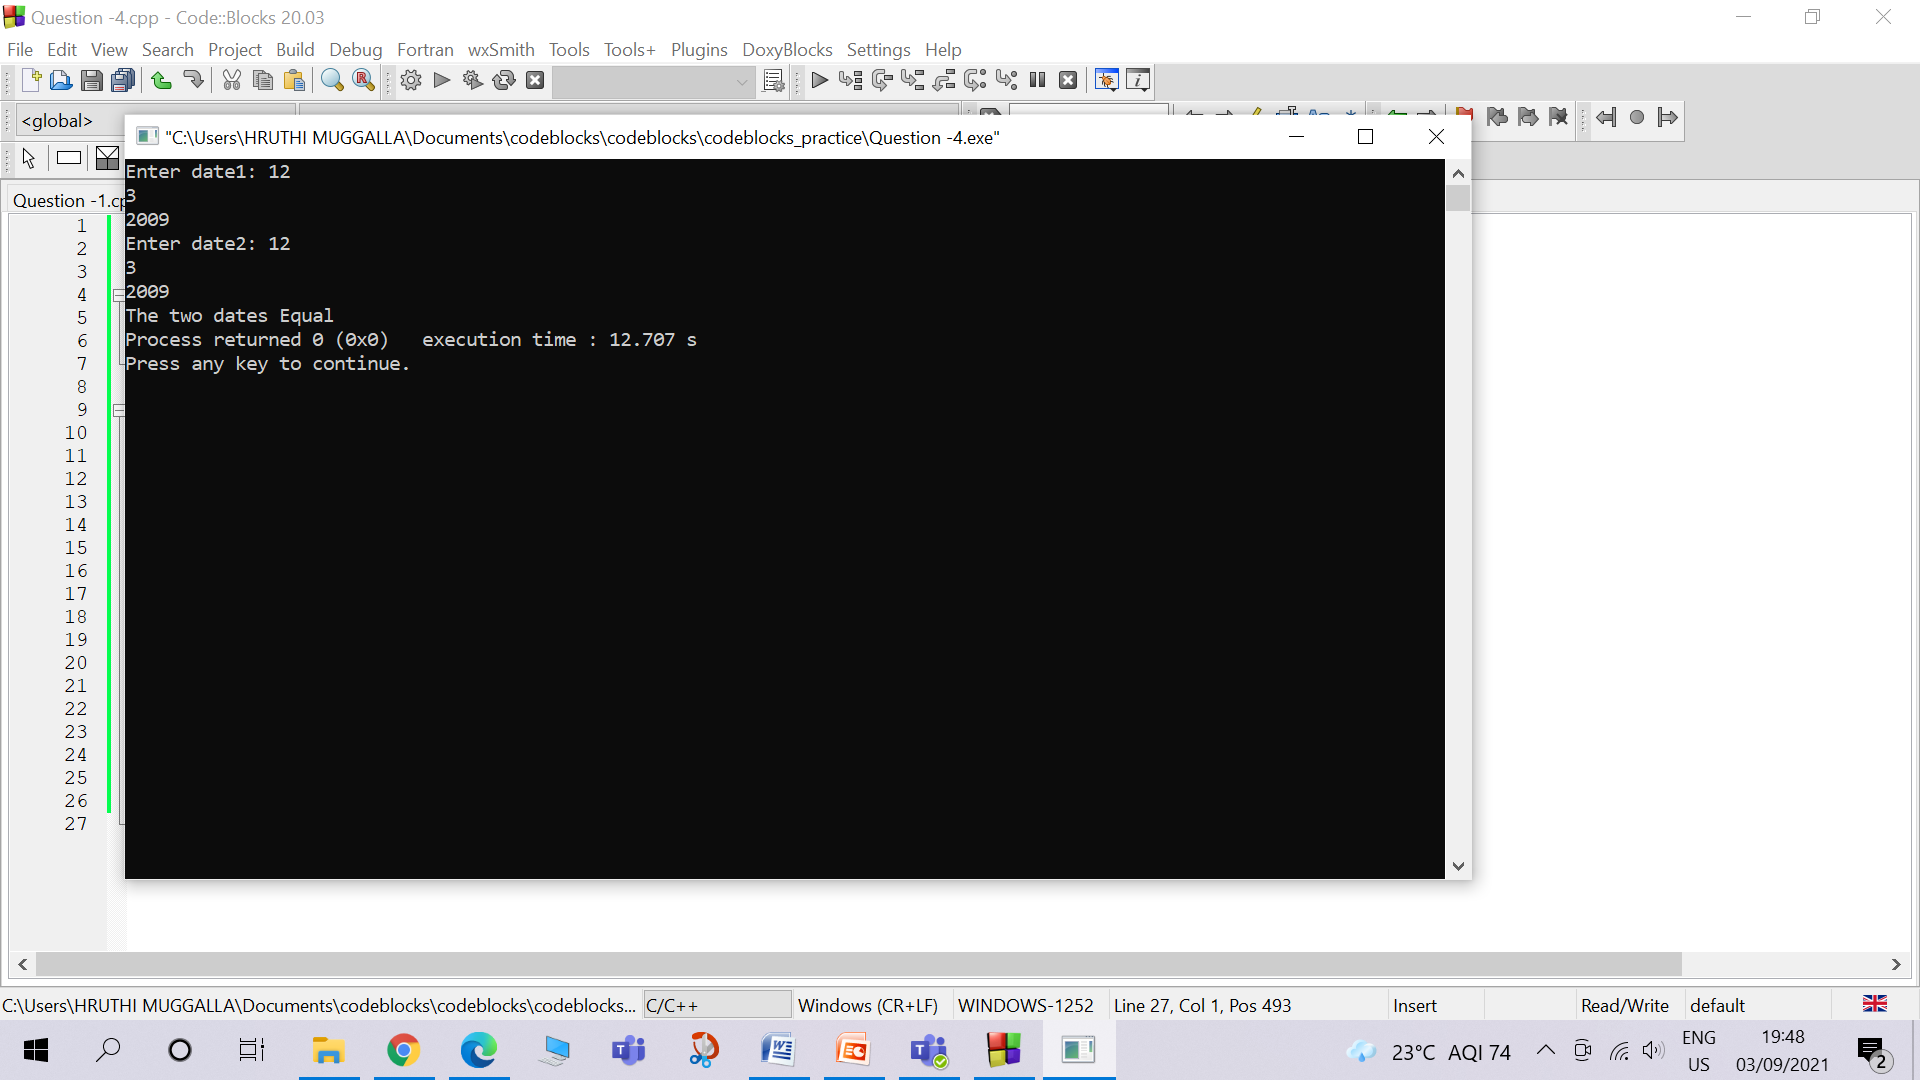 Question -4.cpp - Code::Blocks 20.03
File Edit View Search Project Build Debug Fortran wxSmith Tools Tools+ Plugins DoxyBlocks Settings Help
<global>
"C:\Users\HRUTHI MUGGALLA\Documents\codeblocks\codeblocks\codeblocks_practice\Question -4.exe"
Question -1.cp
Enter date1: 12
3
2009
Enter date2: 12
3
2009
The two dates Equal
Process returned 0 (0x0)   execution time : 12.707 s
Press any key to continue.
1
2
3
4
5
6
7
8
9
10
11
12
13
14
15
16
17
18
19
20
21
22
23
24
25
26
27
C:\Users\HRUTHI MUGGALLA\Documents\codeblocks\codeblocks\codeblocks... C/C++ Windows (CR+LF) WINDOWS-1252 Line 27, Col 1, Pos 493 Insert Read/Write default
23°C AQI 74
ENG
US
19:48
03/09/2021
2